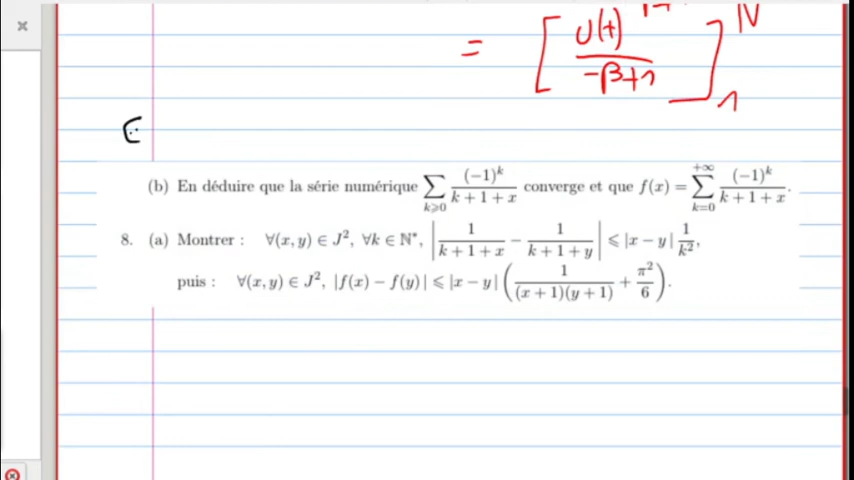 = [ U(t) / -β+1 ] N 1
E
(b) En déduire que la série numérique ∑_{k⩾0} (-1)^k / (k+1+x) converge et que f(x) = ∑_{k=0}^{+∞} (-1)^k / (k+1+x).
8. (a) Montrer : ∀(x,y) ∈ J², ∀k ∈ ℕ*, | 1/(k+1+x) − 1/(k+1+y) | ⩽ |x − y| 1/k²,
puis : ∀(x,y) ∈ J², |f(x) − f(y)| ⩽ |x − y| ( 1/((x+1)(y+1)) + π²/6 ).